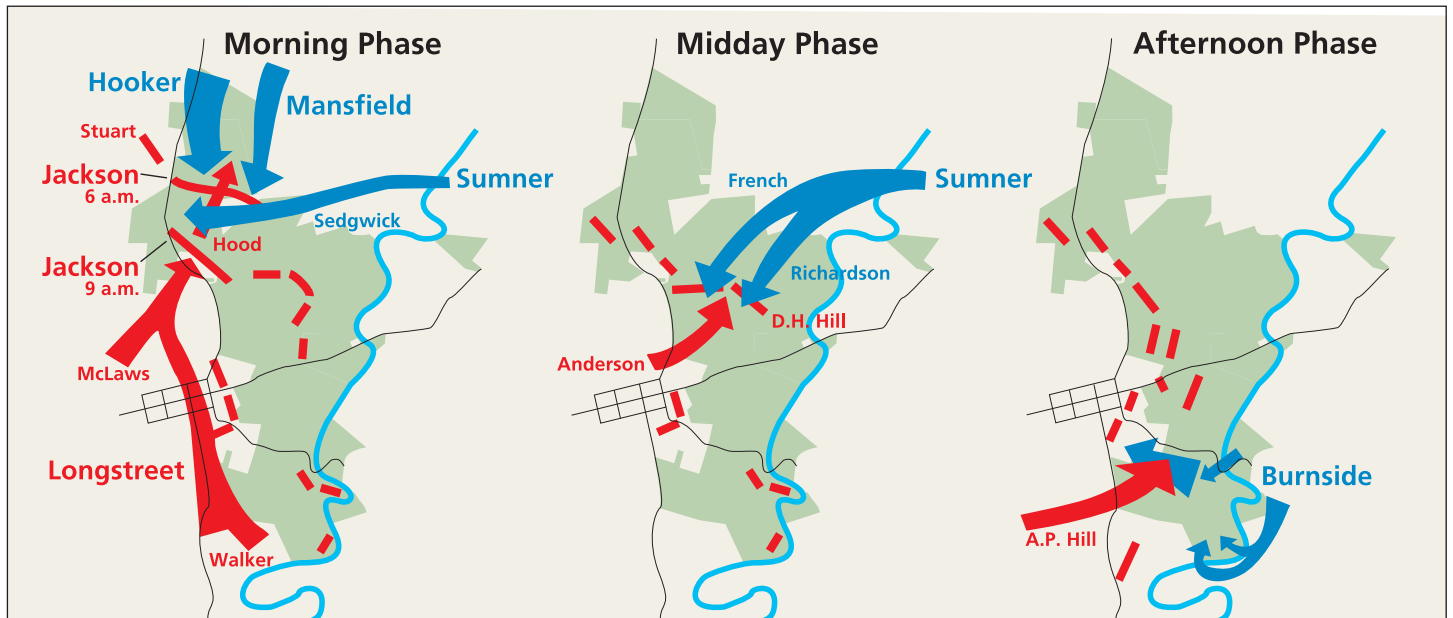 Morning Phase
Hooker
Mansfield
Stuart
Jackson
6 a.m.
Sumner
Sedgwick
Hood
Jackson
9 a.m.
McLaws
Longstreet
Walker
Midday Phase
French
Sumner
Richardson
D.H. Hill
Anderson
Afternoon Phase
Burnside
A.P. Hill